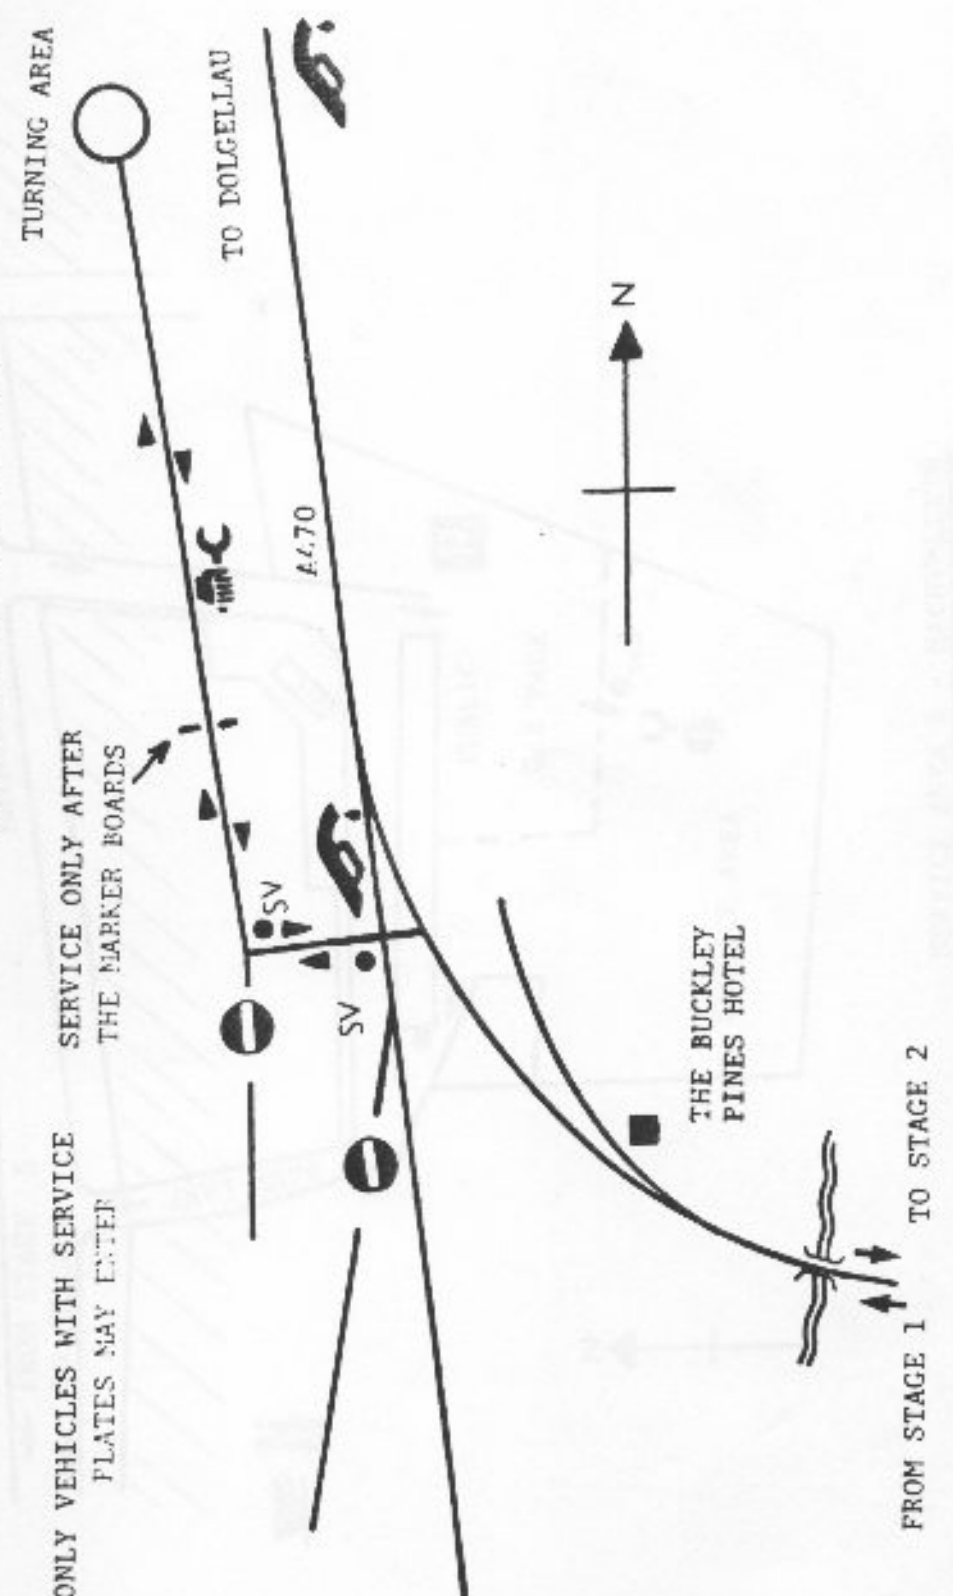 ONLY VEHICLES WITH SERVICE
PLATES MAY ENTER
SERVICE ONLY AFTER
THE MARKER BOARDS
TURNING AREA
TO DOLGELLAU
A470
SV
SV
N
THE BUCKLEY
PINES HOTEL
FROM STAGE 1
TO STAGE 2